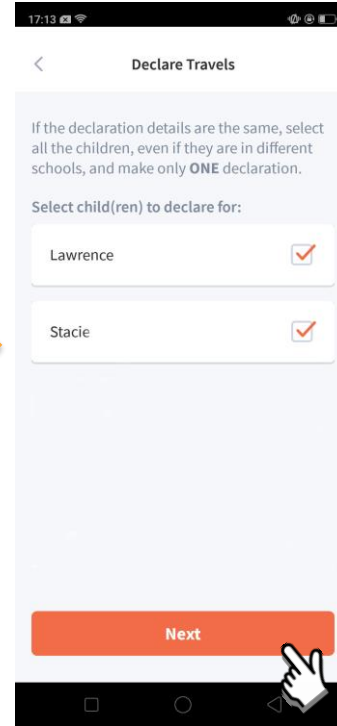 17:13
Declare Travels
If the declaration details are the same, select
all the children, even if they are in different
schools, and make only ONE declaration.
Select child(ren) to declare for:
Lawrence
Stacie
Next